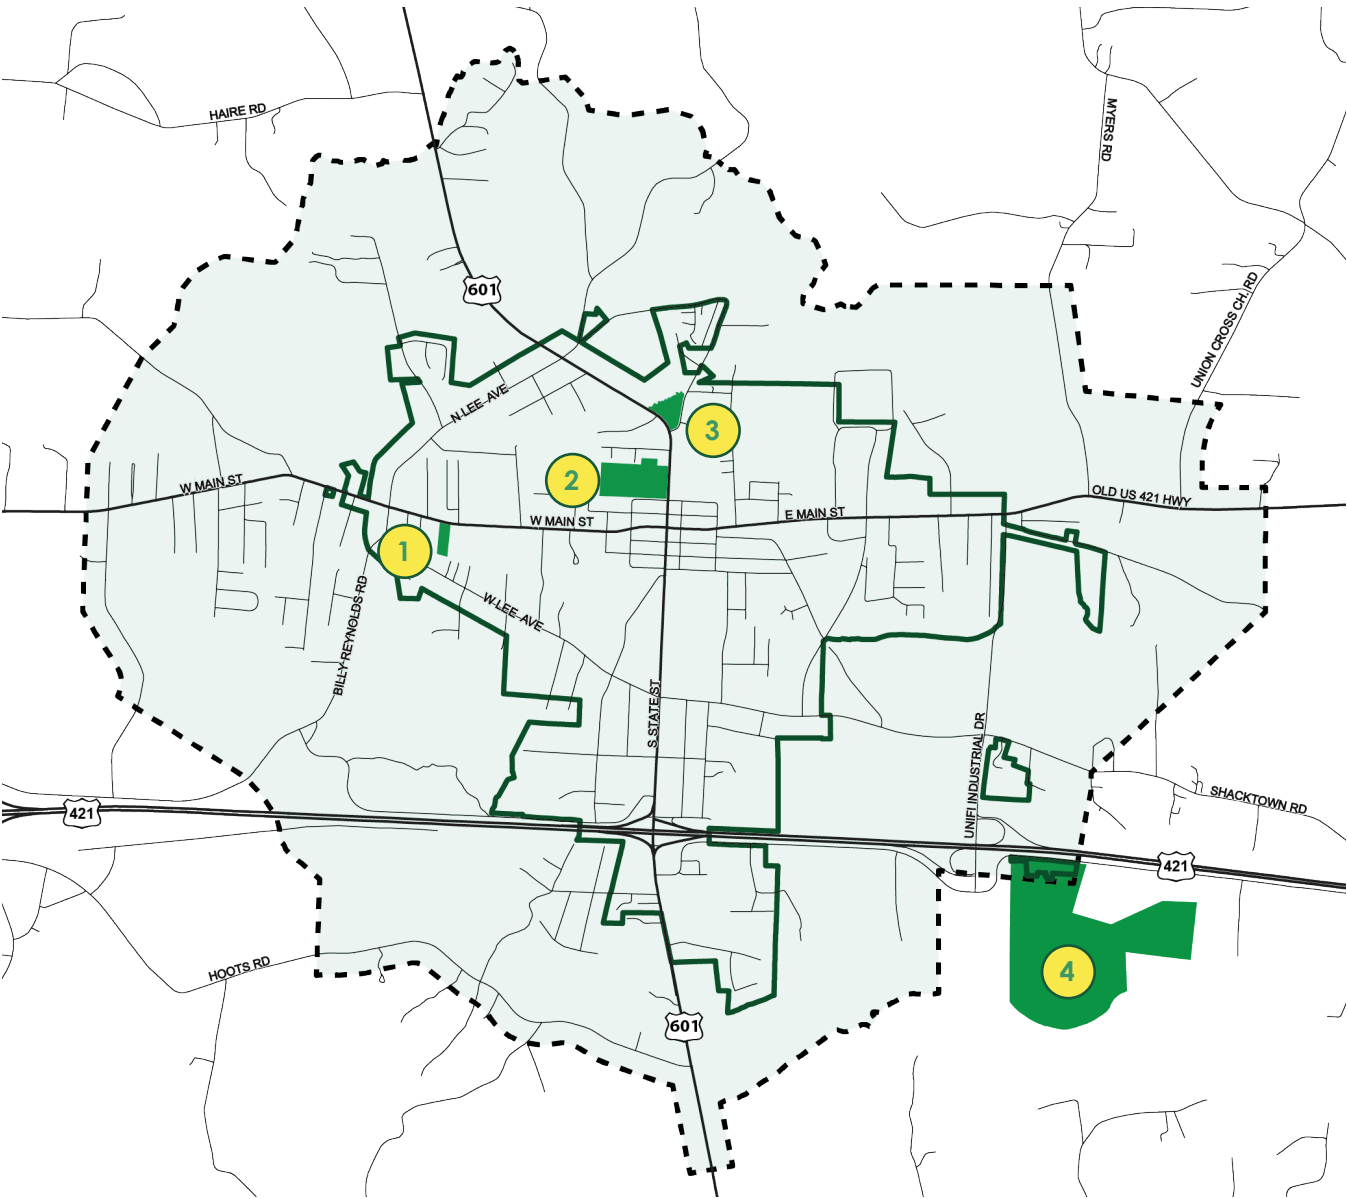 HAIRE RD
MYERS RD
601
UNION CROSS CH. RD
N LEE AVE
3
2
W MAIN ST
OLD US 421 HWY
E MAIN ST
W MAIN ST
1
W LEE AVE
BILLY REYNOLDS RD
S STATE ST
UNIFI INDUSTRIAL DR
SHACKTOWN RD
421
421
HOOTS RD
4
601